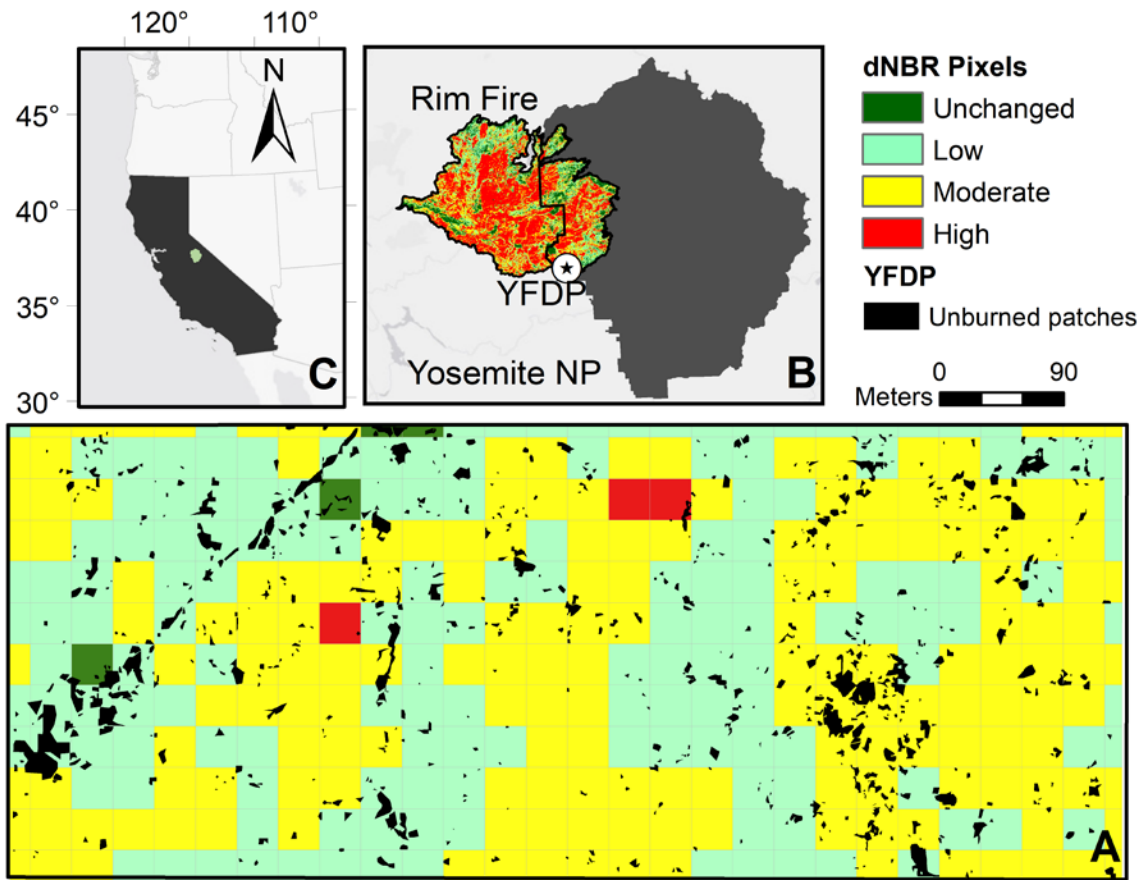 120° 110°
45°
40°
35°
30°
N
C
Rim Fire
YFDP
Yosemite NP
B
dNBR Pixels
Unchanged
Low
Moderate
High
YFDP
Unburned patches
0 90
Meters
A